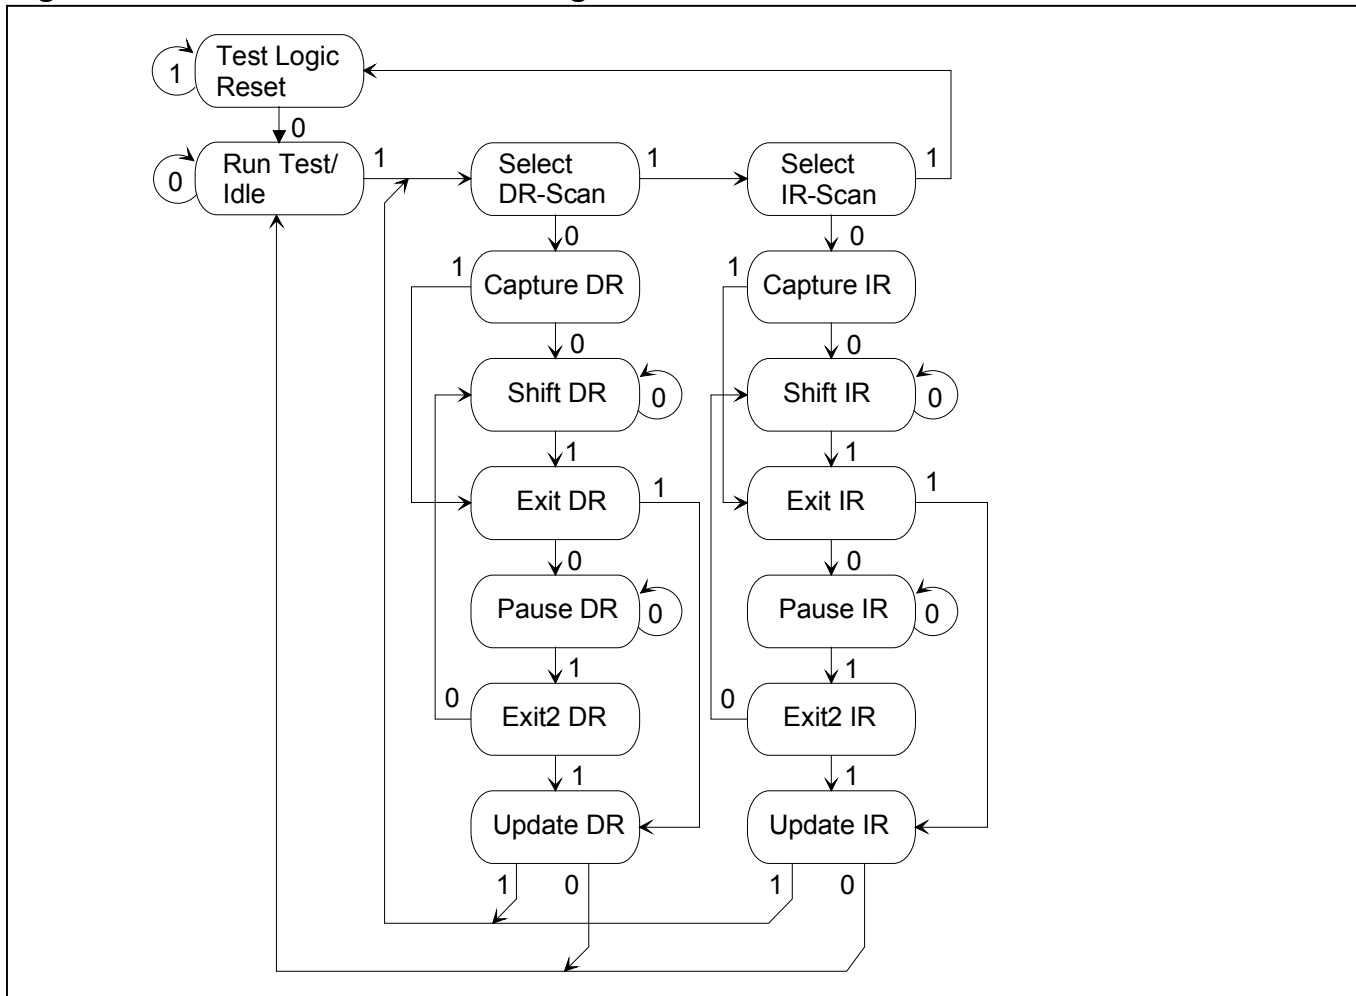 Test Logic
Reset
1
0
Run Test/
Idle
0
1
Select
DR-Scan
1
Select
IR-Scan
1
0
0
1
Capture DR
1
Capture IR
0
0
Shift DR
0
Shift IR
0
1
1
Exit DR
1
Exit IR
1
0
0
Pause DR
0
Pause IR
0
1
1
0
Exit2 DR
0
Exit2 IR
1
1
Update DR
Update IR
1
0
1
0